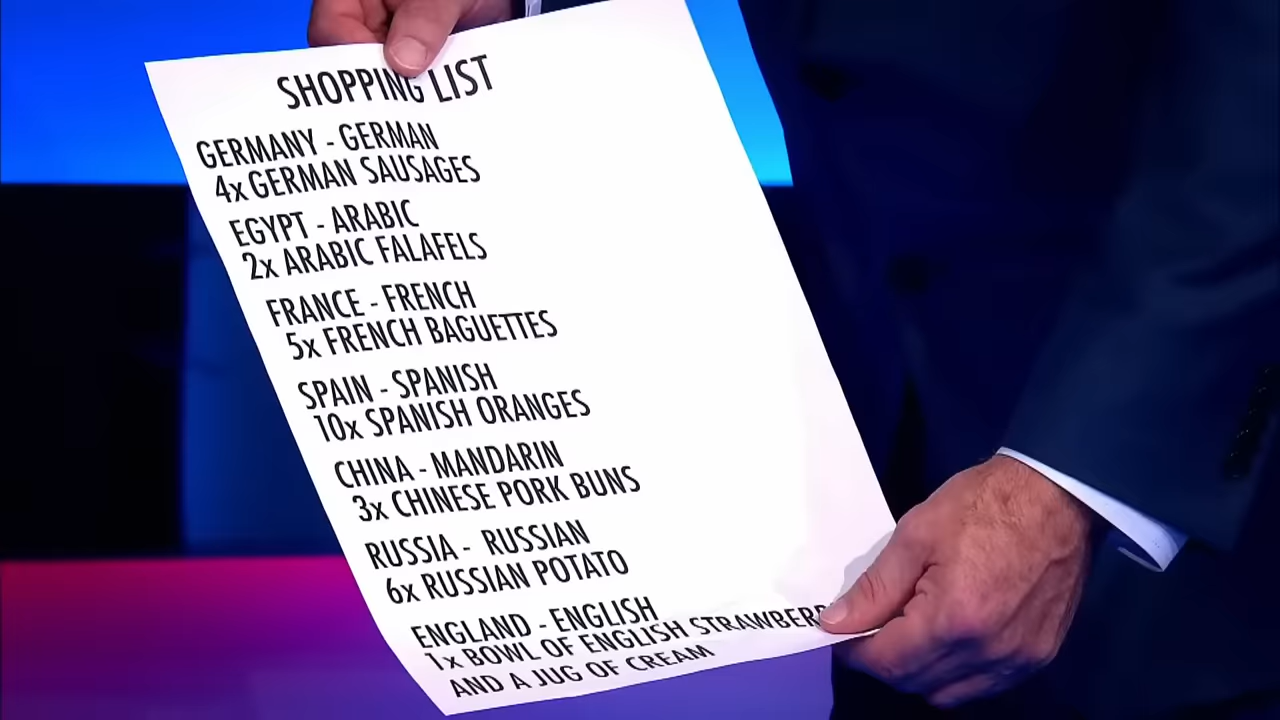 SHOPPING LIST
GERMANY - GERMAN
4x GERMAN SAUSAGES
EGYPT - ARABIC
2x ARABIC FALAFELS
FRANCE - FRENCH
5x FRENCH BAGUETTES
SPAIN - SPANISH
10x SPANISH ORANGES
CHINA - MANDARIN
3x CHINESE PORK BUNS
RUSSIA - RUSSIAN
6x RUSSIAN POTATO
ENGLAND - ENGLISH
1x BOWL OF ENGLISH
AND A JUG OF CREAM